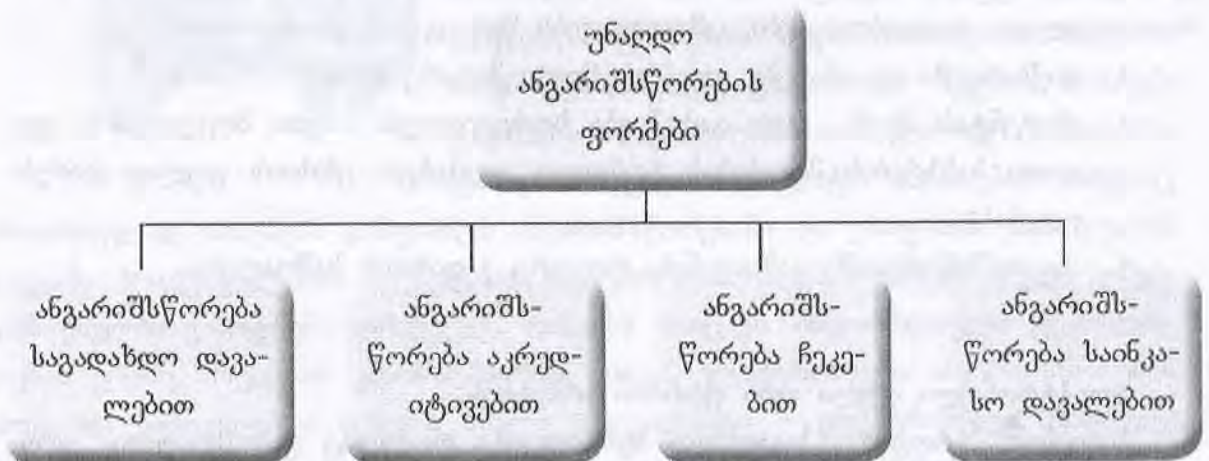 უნაღდო
ანგარიშსწორების
ფორმები
ანგარიშსწორება
საგადახდო დავა-
ლებით
ანგარიშს-
წორება აკრედ-
იტივებით
ანგარიშს-
წორება ჩეკე-
ბით
ანგარიშს-
წორება საინკა-
სო დავალებით